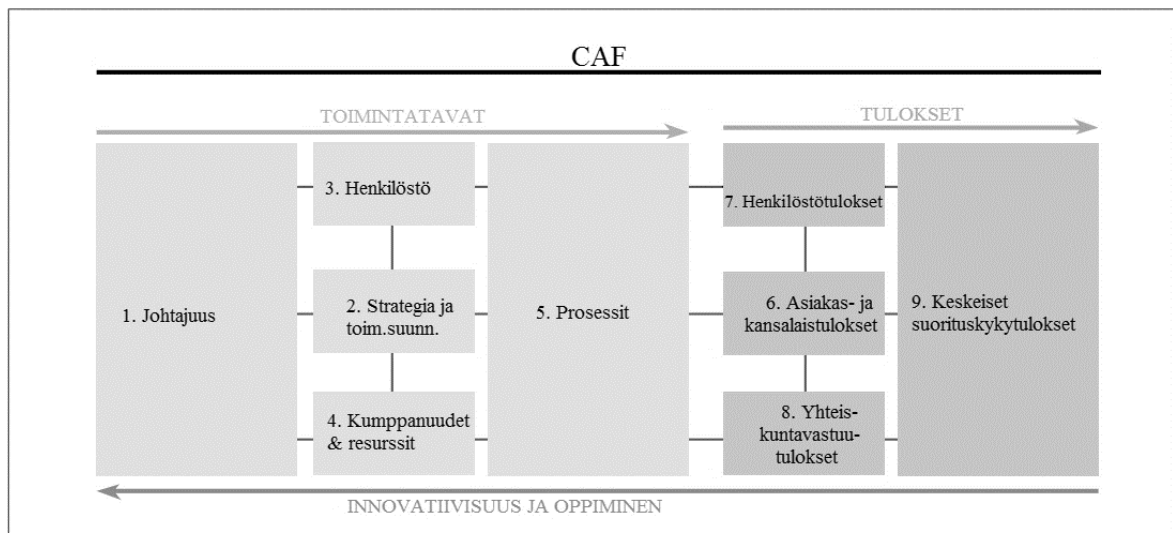 CAF
TOIMINTATAVAT
TULOKSET
1. Johtajuus
3. Henkilöstö
2. Strategia ja
toim.suunn.
4. Kumppanuudet
& resurssit
5. Prosessit
7. Henkilöstötulokset
6. Asiakas- ja
kansalaistulokset
8. Yhteis-
kuntavastuu-
tulokset
9. Keskeiset
suorituskykytulokset
INNOVATIIVISUUS JA OPPIMINEN